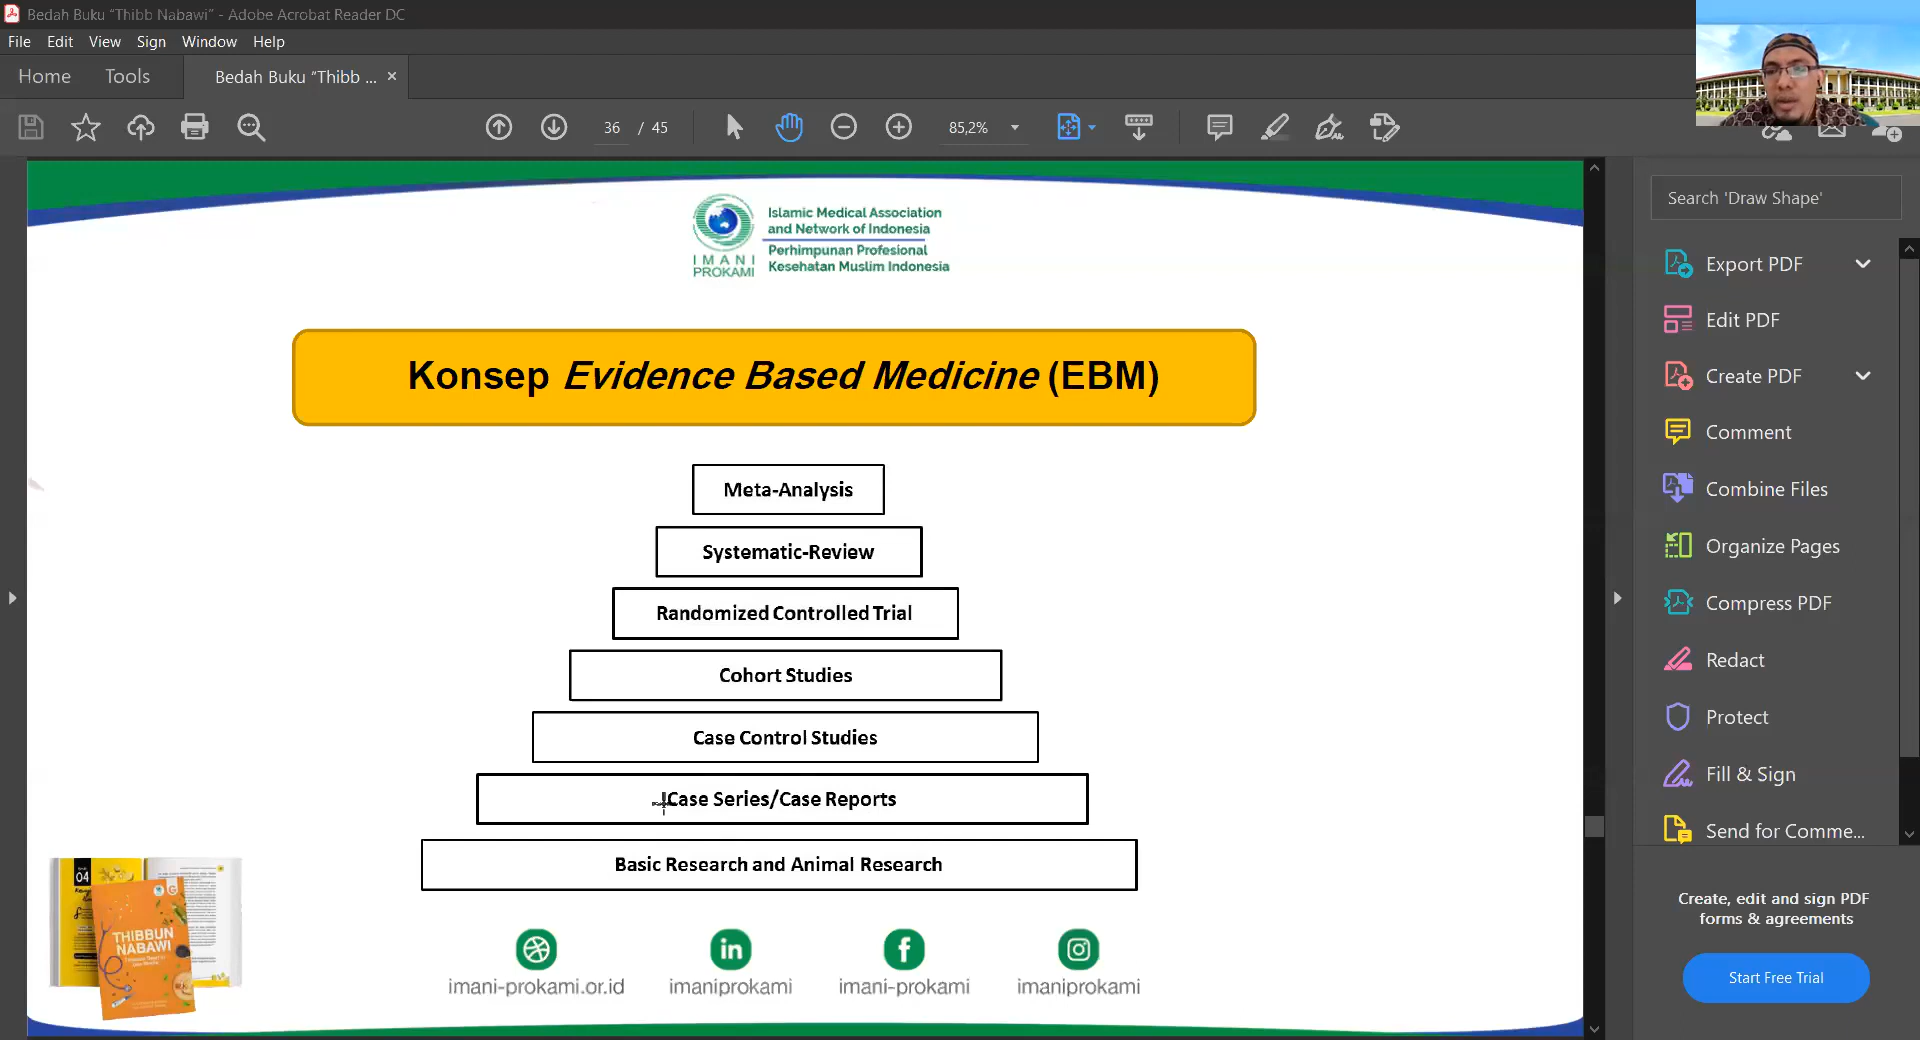 Bedah Buku “Thibb Nabawi” - Adobe Acrobat Reader DC
File Edit View Sign Window Help
Home Tools Bedah Buku “Thibb ... ×
36 / 45 85,2%
Search 'Draw Shape'
Export PDF
Edit PDF
Create PDF
Comment
Combine Files
Organize Pages
Compress PDF
Redact
Protect
Fill & Sign
Send for Comme...
Create, edit and sign PDF
forms & agreements
Start Free Trial
IMANI
PROKAMI
Islamic Medical Association
and Network of Indonesia
Perhimpunan Profesional
Kesehatan Muslim Indonesia
Konsep Evidence Based Medicine (EBM)
Meta-Analysis
Systematic-Review
Randomized Controlled Trial
Cohort Studies
Case Control Studies
Case Series/Case Reports
Basic Research and Animal Research
04
THIBBUN
NABAWI
imani-prokami.or.id
imaniprokami
imani-prokami
imaniprokami